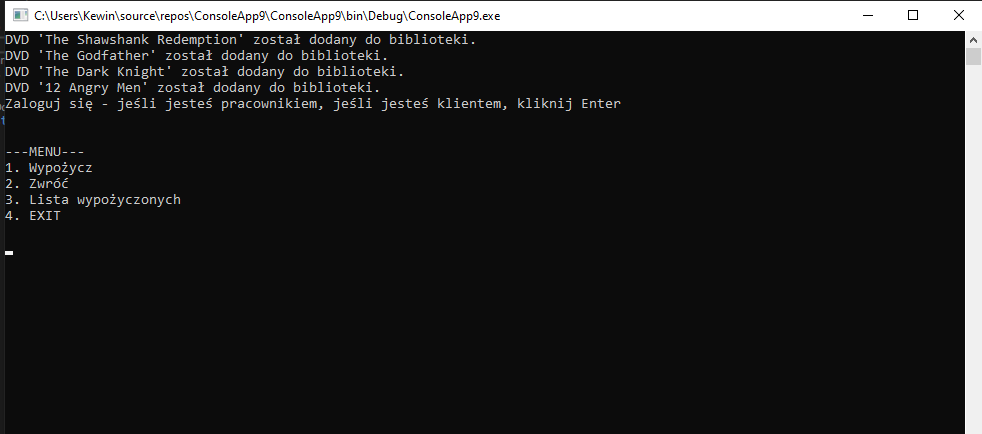 C:\Users\Kewin\source\repos\ConsoleApp9\ConsoleApp9\bin\Debug\ConsoleApp9.exe
DVD 'The Shawshank Redemption' został dodany do biblioteki.
DVD 'The Godfather' został dodany do biblioteki.
DVD 'The Dark Knight' został dodany do biblioteki.
DVD '12 Angry Men' został dodany do biblioteki.
Zaloguj się - jeśli jesteś pracownikiem, jeśli jesteś klientem, kliknij Enter
---MENU---
1. Wypożycz
2. Zwróć
3. Lista wypożyczonych
4. EXIT